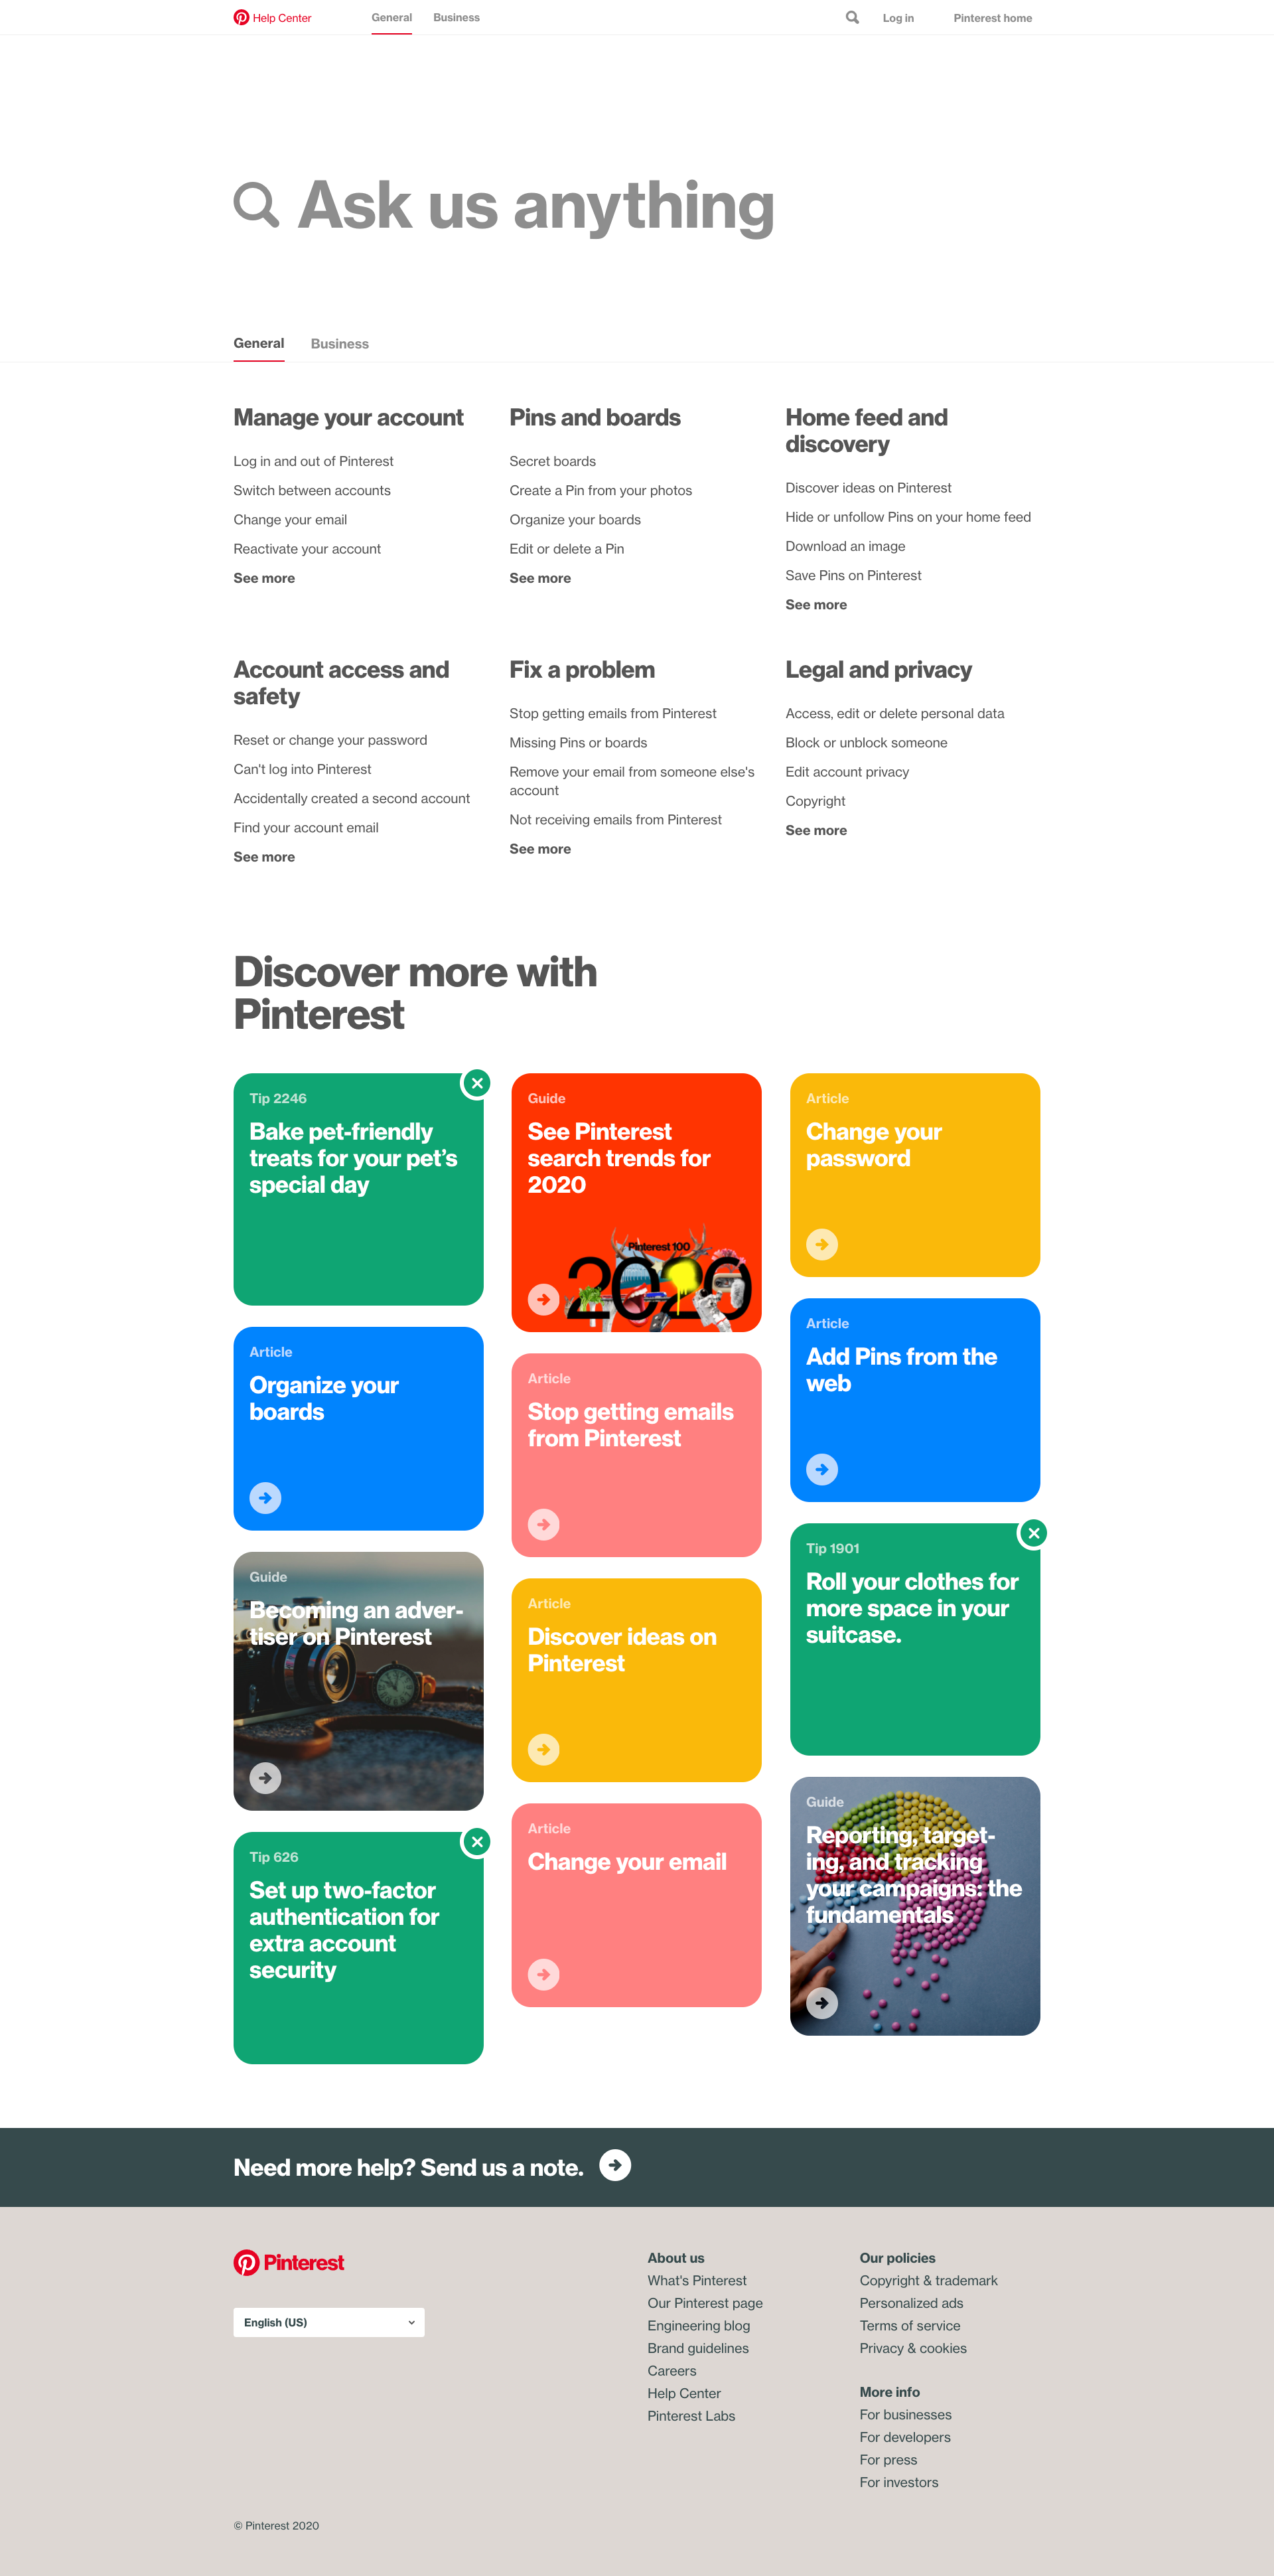 Help Center
General
Business
Log in
Pinterest home
Ask us anything
General
Business
Manage your account
Log in and out of Pinterest
Switch between accounts
Change your email
Reactivate your account
See more
Pins and boards
Secret boards
Create a Pin from your photos
Organize your boards
Edit or delete a Pin
See more
Home feed and
discovery
Discover ideas on Pinterest
Hide or unfollow Pins on your home feed
Download an image
Save Pins on Pinterest
See more
Account access and
safety
Reset or change your password
Can't log into Pinterest
Accidentally created a second account
Find your account email
See more
Fix a problem
Stop getting emails from Pinterest
Missing Pins or boards
Remove your email from someone else's
account
Not receiving emails from Pinterest
See more
Legal and privacy
Access, edit or delete personal data
Block or unblock someone
Edit account privacy
Copyright
See more
Discover more with
Pinterest
Tip 2246
Bake pet-friendly
treats for your pet’s
special day
Article
Organize your
boards
Guide
Becoming an adver-
tiser on Pinterest
Tip 626
Set up two-factor
authentication for
extra account
security
Guide
See Pinterest
search trends for
2020
Pinterest 100
2020
Article
Stop getting emails
from Pinterest
Article
Discover ideas on
Pinterest
Article
Change your email
Article
Change your
password
Article
Add Pins from the
web
Tip 1901
Roll your clothes for
more space in your
suitcase.
Guide
Reporting, target-
ing, and tracking
your campaigns: the
fundamentals
Need more help? Send us a note.
Pinterest
English (US)
About us
What's Pinterest
Our Pinterest page
Engineering blog
Brand guidelines
Careers
Help Center
Pinterest Labs
Our policies
Copyright & trademark
Personalized ads
Terms of service
Privacy & cookies
More info
For businesses
For developers
For press
For investors
© Pinterest 2020